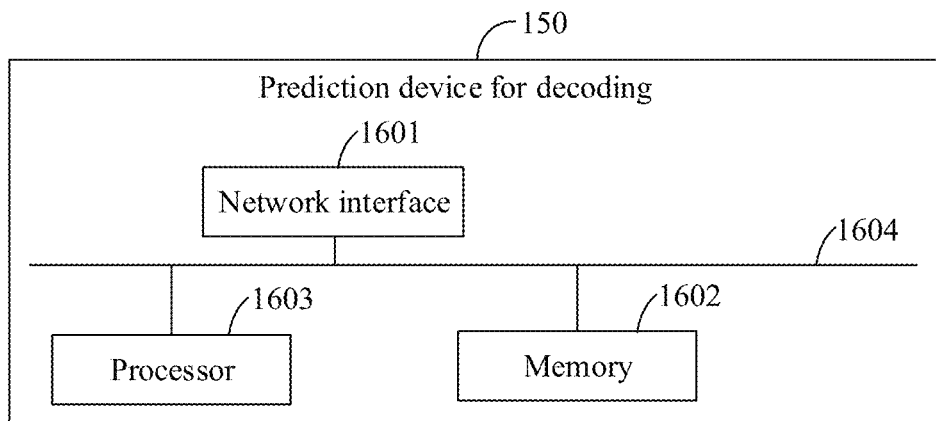 150
Prediction device for decoding
1601
Network interface
1604
1603
1602
Processor
Memory